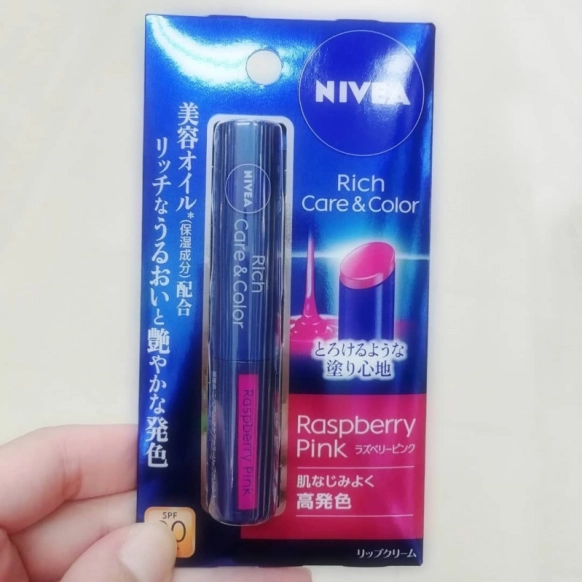 NIVEA
Rich
Care & Color
美容オイル*(保湿成分)配合
リッチなうるおいと艶やかな発色
NIVEA
Rich
Care & Color
Raspberry Pink
とろけるような
塗り心地
Raspberry
Pink ラズベリーピンク
肌なじみよく
高発色
SPF
リップクリーム